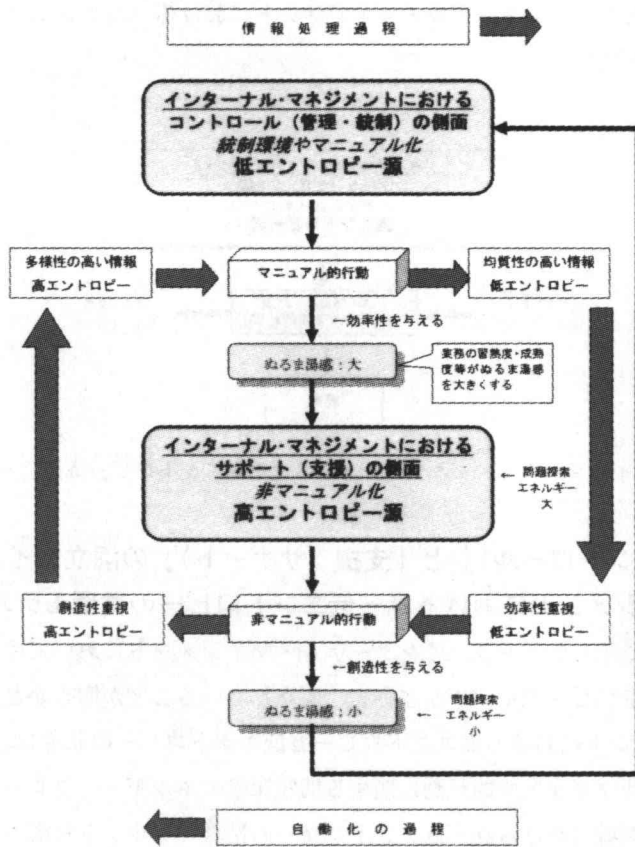 情報処理過程
インターナル・マネジメントにおける
コントロール（管理・統制）の側面
統制環境やマニュアル化
低エントロピー源
多様性の高い情報
高エントロピー
マニュアル的行動
均質性の高い情報
低エントロピー
←効率性を与える
ぬるま湯感：大
業務の習熟度・成熟
度等がぬるま湯感
を大きくする
インターナル・マネジメントにおける
サポート（支援）の側面
非マニュアル化
高エントロピー源
← 問題探索
エネルギー
大
創造性重視
高エントロピー
非マニュアル的行動
効率性重視
低エントロピー
←創造性を与える
ぬるま湯感：小
← 問題探索
エネルギー
小
自働化の過程